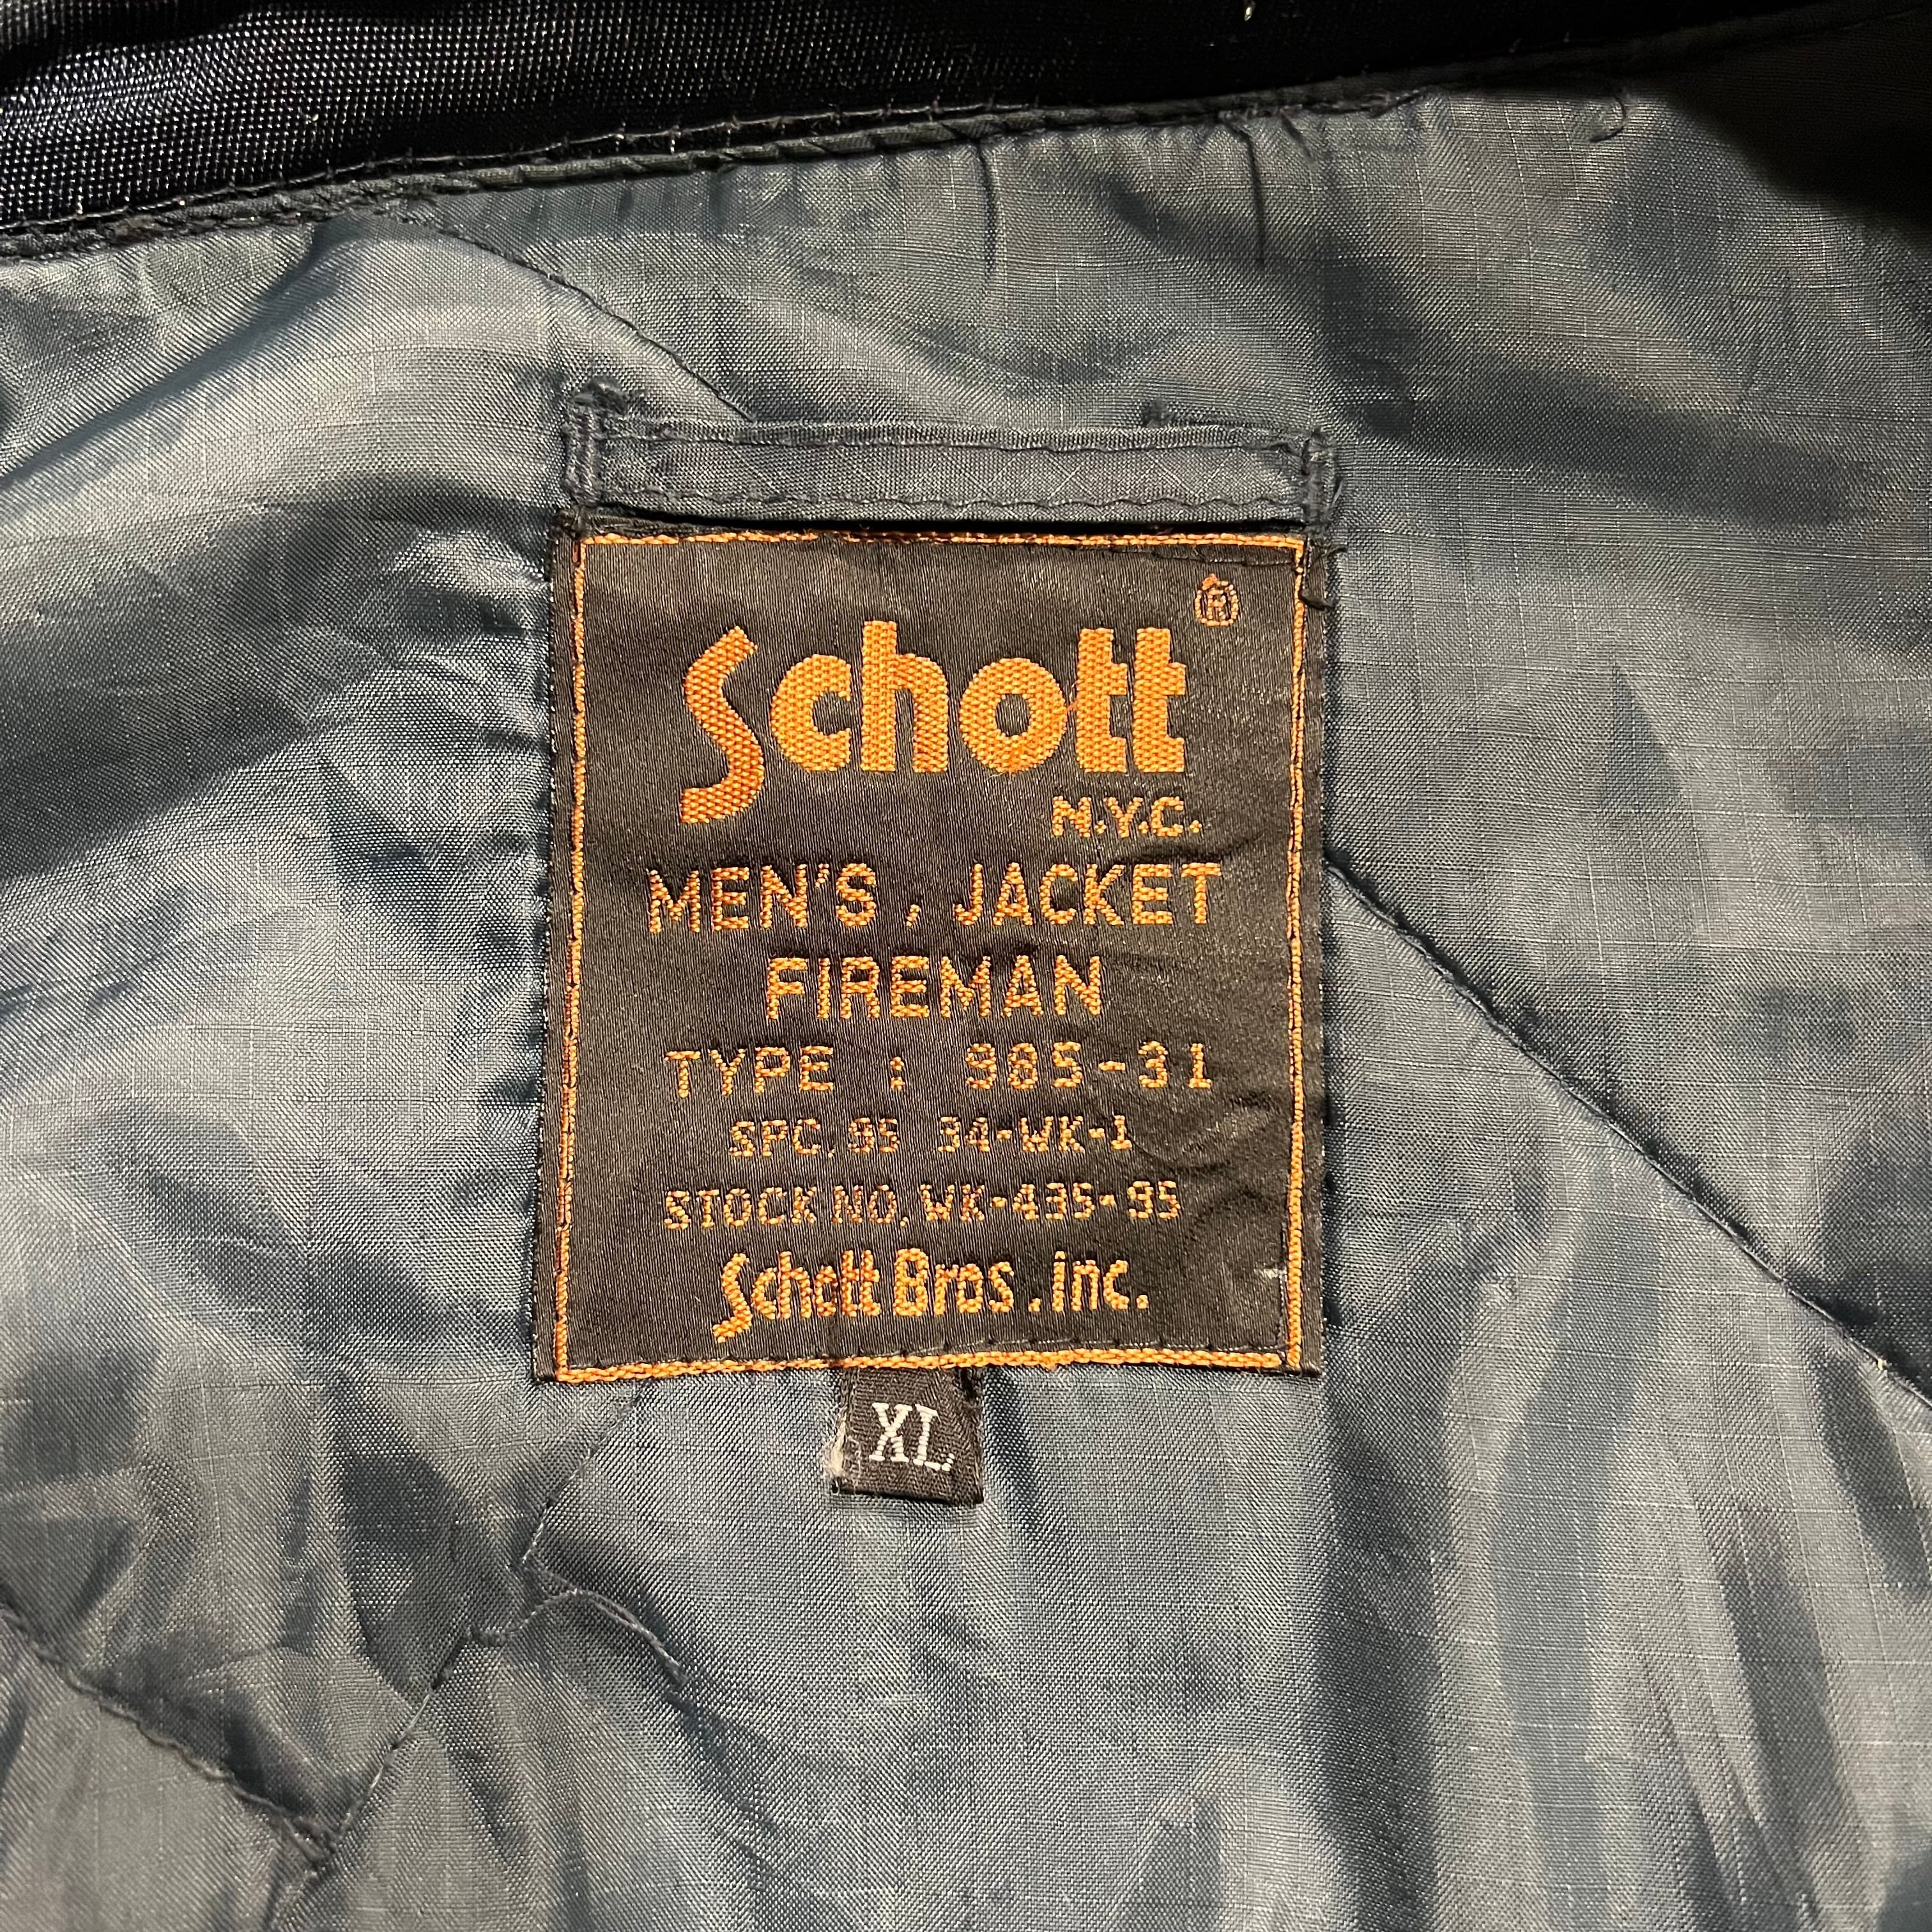 Schott ®
N.Y.C.
MEN'S, JACKET
FIREMAN
TYPE : 985-31
SPC. 95 34-WK-1
STOCK NO. WK-435-95
Schott Bros. inc.
XL